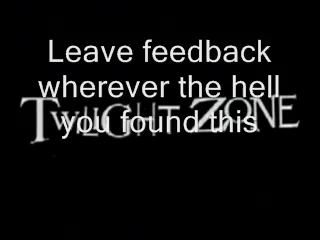 Leave feedback
wherever the hell
TWILIGHT ZONE
you found this